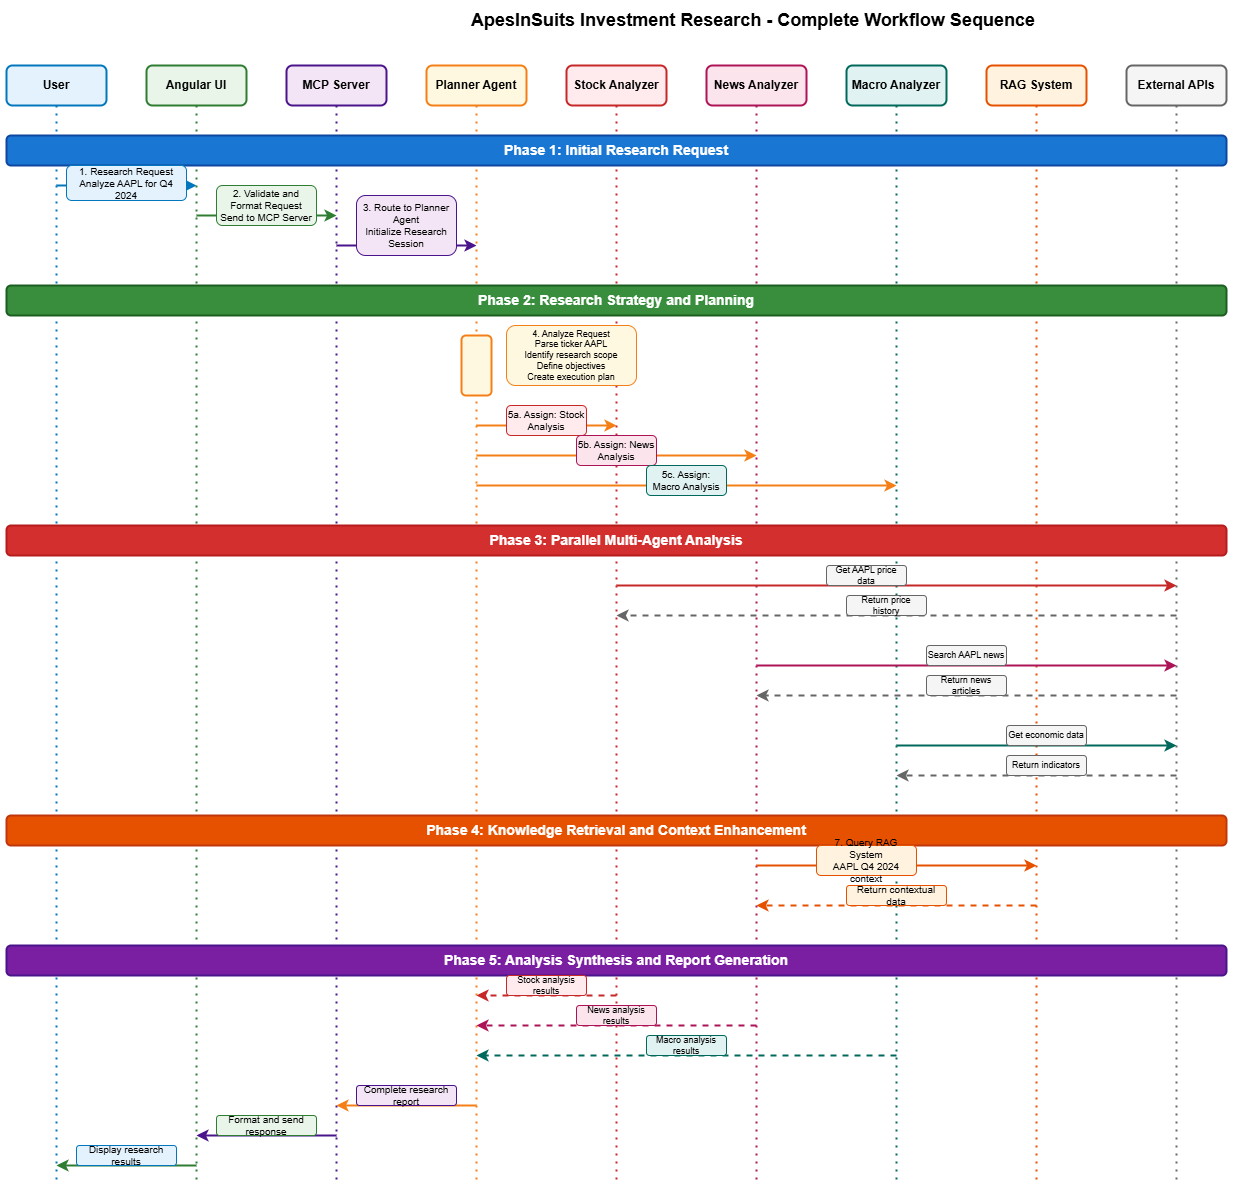 ApesInSuits Investment Research - Complete Workflow Sequence
User
Angular UI
MCP Server
Planner Agent
Stock Analyzer
News Analyzer
Macro Analyzer
RAG System
External APIs
Phase 1: Initial Research Request
1. Research Request
Analyze AAPL for Q4
2024
2. Validate and
Format Request
Send to MCP Server
3. Route to Planner
Agent
Initialize Research
Session
Phase 2: Research Strategy and Planning
4. Analyze Request
Parse ticker AAPL
Identify research scope
Define objectives
Create execution plan
5a. Assign: Stock
Analysis
5b. Assign: News
Analysis
5c. Assign:
Macro Analysis
Phase 3: Parallel Multi-Agent Analysis
Get AAPL price
data
Return price
history
Search AAPL news
Return news
articles
Get economic data
Return indicators
Phase 4: Knowledge Retrieval and Context Enhancement
7. Query RAG
System
AAPL Q4 2024
context
Return contextual
data
Phase 5: Analysis Synthesis and Report Generation
Stock analysis
results
News analysis
results
Macro analysis
results
Complete research
report
Format and send
response
Display research
results